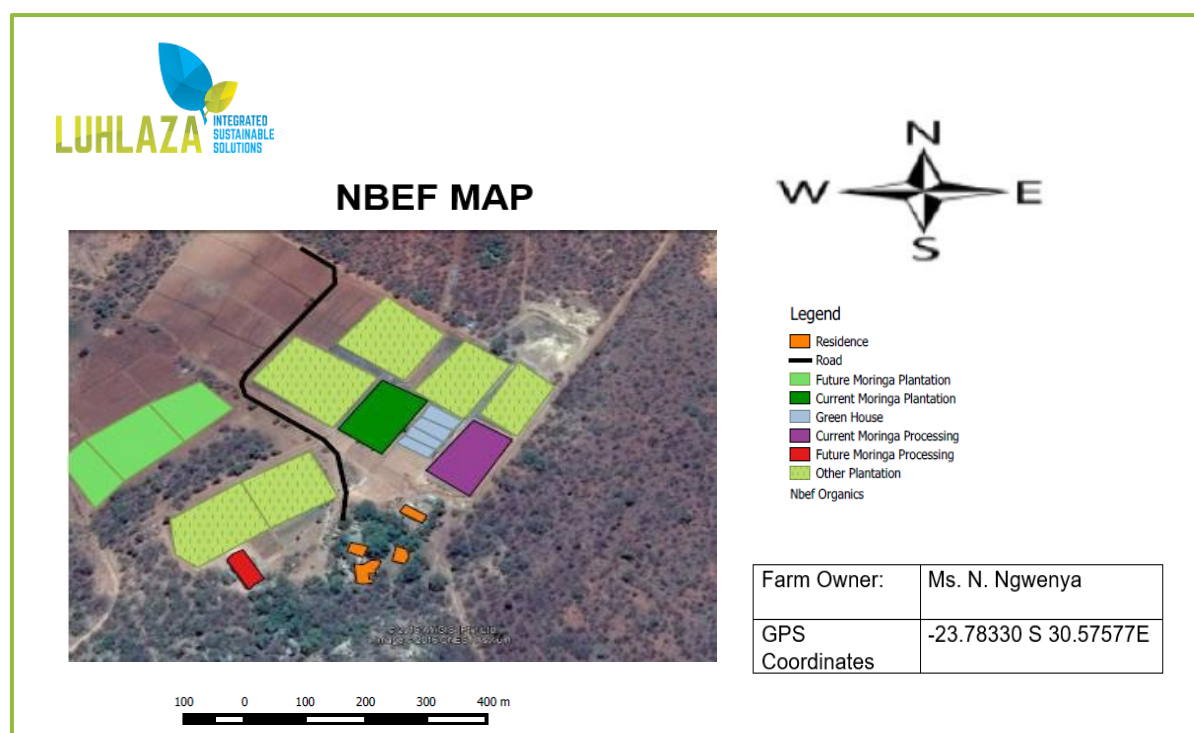 LUHLAZA
INTEGRATED
SUSTAINABLE
SOLUTIONS
NBEF MAP
N
W E
S
Legend
Residence
Road
Future Moringa Plantation
Current Moringa Plantation
Green House
Current Moringa Processing
Future Moringa Processing
Other Plantation
Nbef Organics
Farm Owner: Ms. N. Ngwenya
GPS -23.78330 S 30.57577E
Coordinates
100 0 100 200 300 400 m